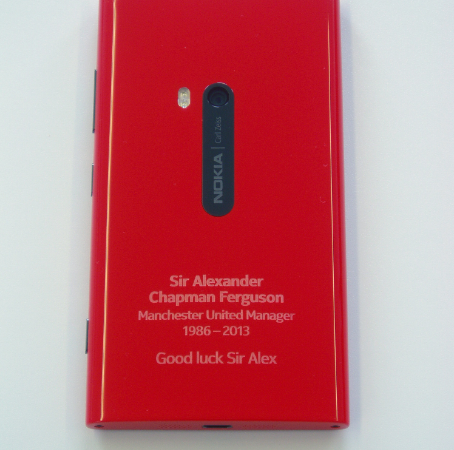 NOKIA | Carl Zeiss
Sir Alexander
Chapman Ferguson
Manchester United Manager
1986 – 2013
Good luck Sir Alex